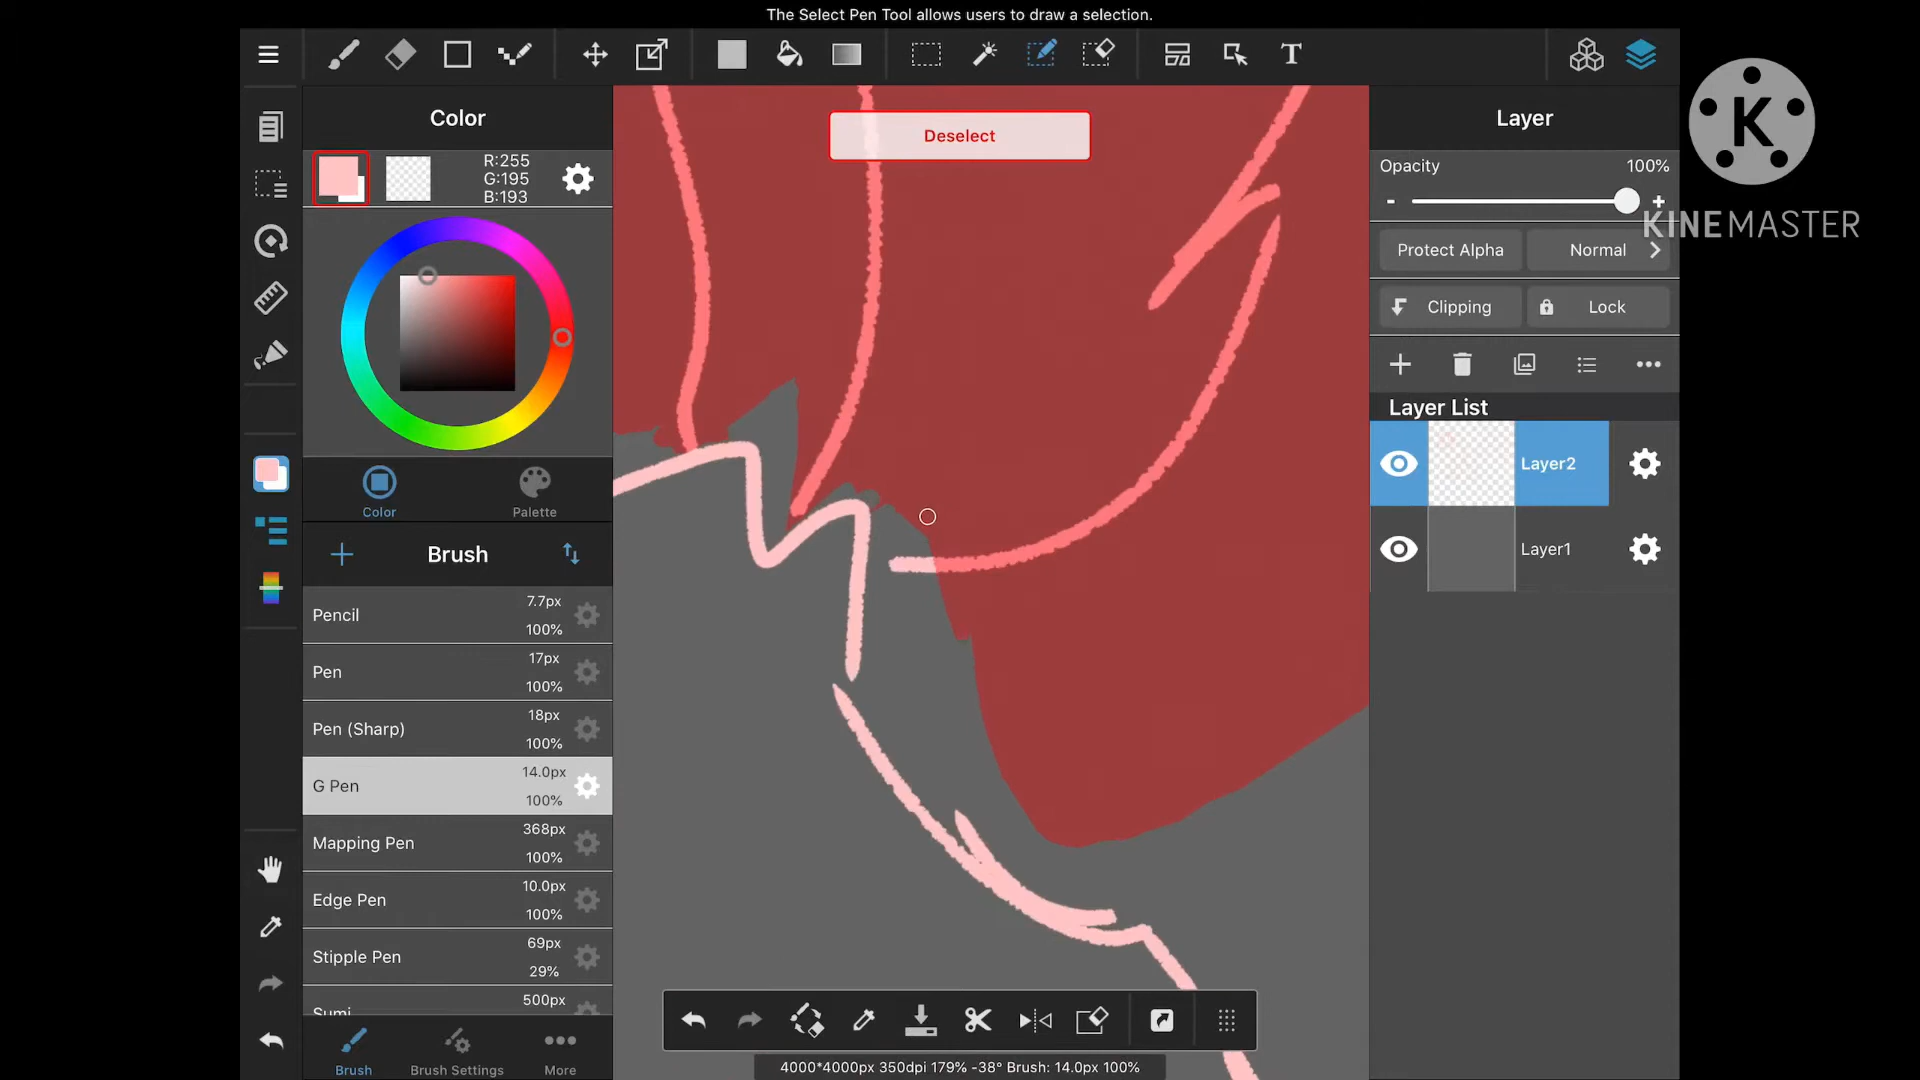 The Select Pen Tool allows users to draw a selection.
T
Color
R:255
G:195
B:193
Color
Palette
Brush
Pencil
7.7px
100%
Pen
17px
100%
Pen (Sharp)
18px
100%
G Pen
14.0px
100%
Mapping Pen
368px
100%
Edge Pen
10.0px
100%
Stipple Pen
69px
29%
Sumi
500px
Brush
Brush Settings
More
Deselect
4000*4000px 350dpi 179% -38° Brush: 14.0px 100%
Layer
Opacity
100%
- +
Protect Alpha
Normal
Clipping
Lock
Layer List
Layer2
Layer1
K
KINEMASTER